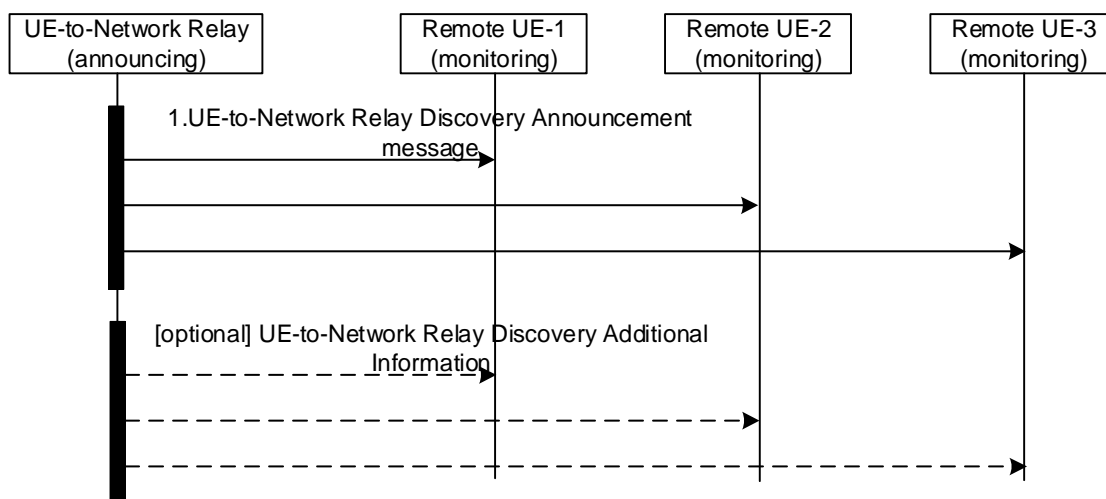 UE-to-Network Relay
(announcing)
Remote UE-1
(monitoring)
Remote UE-2
(monitoring)
Remote UE-3
(monitoring)
1.UE-to-Network Relay Discovery Announcement
message
[optional] UE-to-Network Relay Discovery Additional
Information